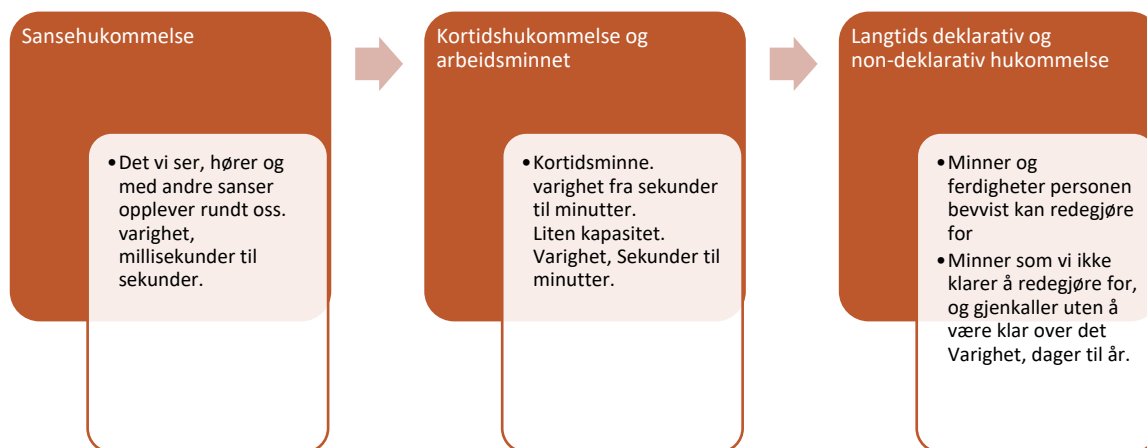 Sansehukommelse
•Det vi ser, hører og
med andre sanser
opplever rundt oss.
varighet,
millisekunder til
sekunder.
Kortidshukommelse og
arbeidsminnet
•Kortidsminne.
varighet fra sekunder
til minutter.
Liten kapasitet.
Varighet, Sekunder til
minutter.
Langtids deklarativ og
non-deklarativ hukommelse
•Minner og
ferdigheter personen
bevvist kan redegjøre
for
•Minner som vi ikke
klarer å redegjøre for,
og gjenkaller uten å
være klar over det
Varighet, dager til år.